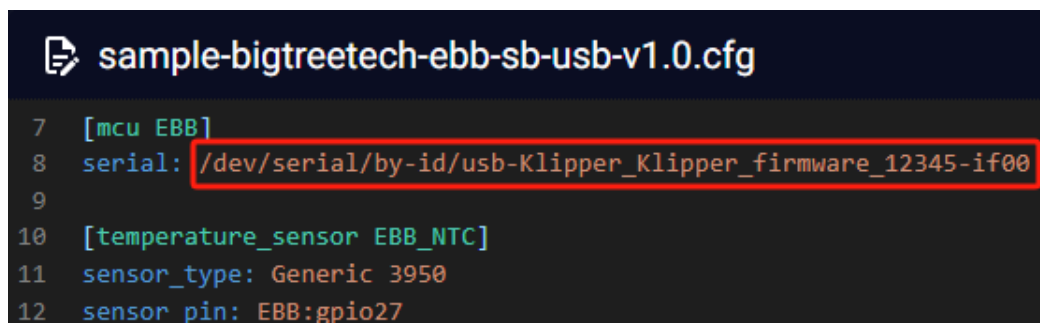 sample-bigtreetech-ebb-sb-usb-v1.0.cfg
7 [mcu EBB]
8 serial: /dev/serial/by-id/usb-Klipper_Klipper_firmware_12345-if00
9
10 [temperature_sensor EBB_NTC]
11 sensor_type: Generic 3950
12 sensor_pin: EBB:gpio27